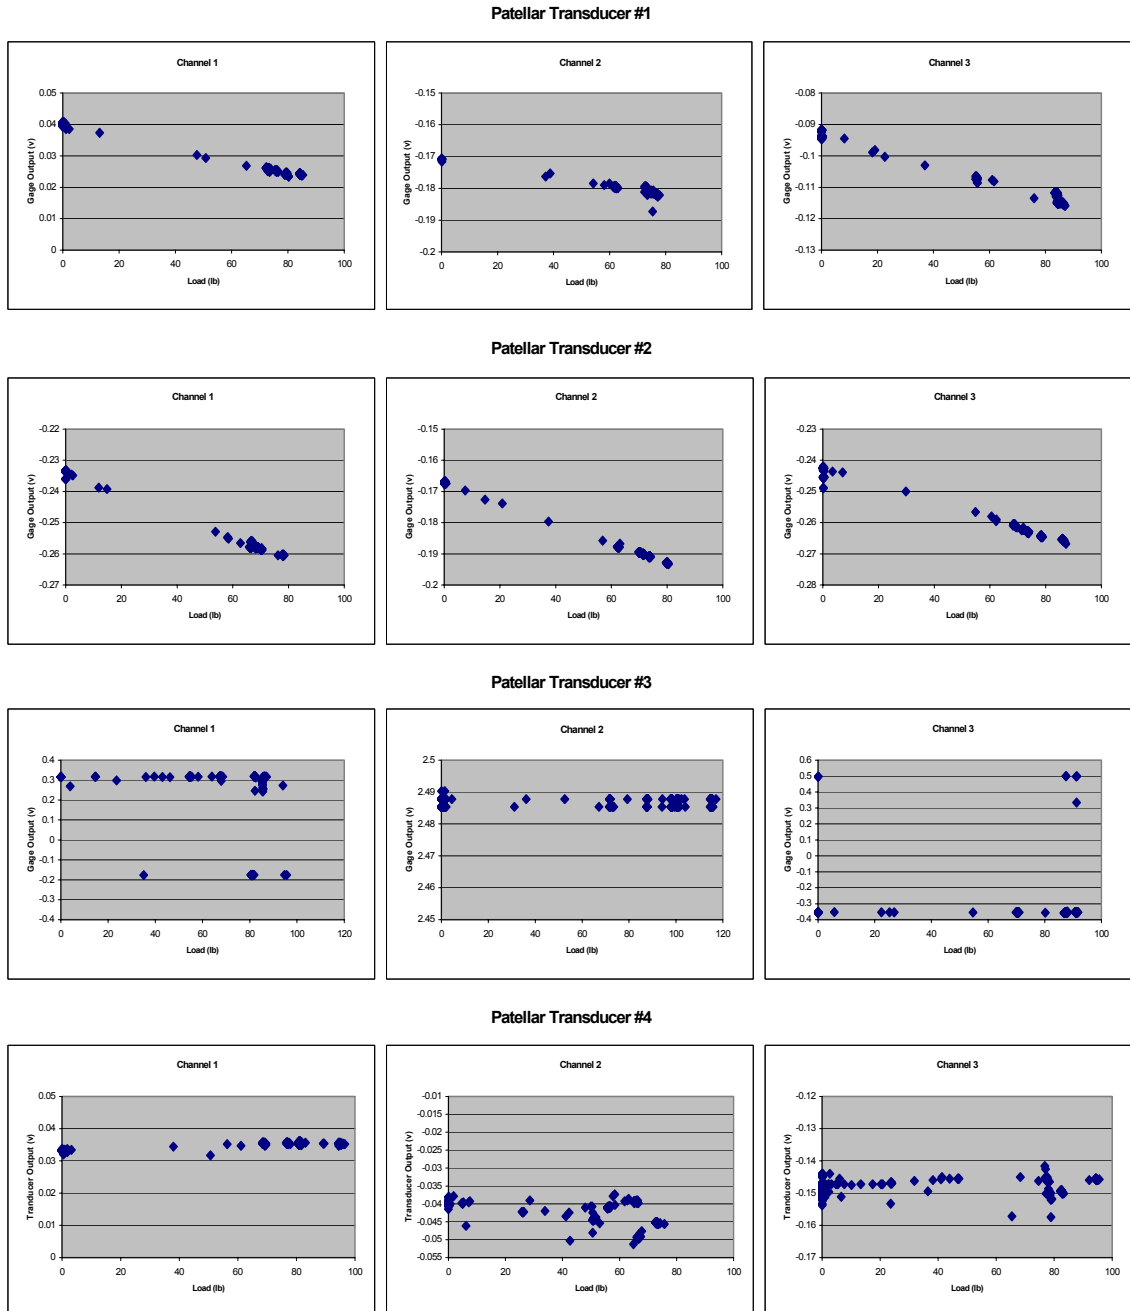 Patellar Transducer #1
Channel 1
0.05
0.04
0.03
0.02
0.01
0
0 20 40 60 80 100
Gage Output (v)
Load (lb)
Channel 2
-0.15
-0.16
-0.17
-0.18
-0.19
-0.2
0 20 40 60 80 100
Gage Output (v)
Load (lb)
Channel 3
-0.08
-0.09
-0.1
-0.11
-0.12
-0.13
0 20 40 60 80 100
Gage Output (v)
Load (lb)
Patellar Transducer #2
Channel 1
-0.22
-0.23
-0.24
-0.25
-0.26
-0.27
0 20 40 60 80 100
Gage Output (v)
Load (lb)
Channel 2
-0.15
-0.16
-0.17
-0.18
-0.19
-0.2
0 20 40 60 80 100
Gage Output (v)
Load (lb)
Channel 3
-0.23
-0.24
-0.25
-0.26
-0.27
-0.28
0 20 40 60 80 100
Gage Output (v)
Load (lb)
Patellar Transducer #3
Channel 1
0.4
0.3
0.2
0.1
0
-0.1
-0.2
-0.3
-0.4
0 20 40 60 80 100 120
Gage Output (v)
Load (lb)
Channel 2
2.5
2.49
2.48
2.47
2.46
2.45
0 20 40 60 80 100 120
Gage Output (v)
Load (lb)
Channel 3
0.6
0.5
0.4
0.3
0.2
0.1
0
-0.1
-0.2
-0.3
-0.4
0 20 40 60 80 100
Gage Output (v)
Load (lb)
Patellar Transducer #4
Channel 1
0.05
0.04
0.03
0.02
0.01
0
0 20 40 60 80 100
Tranducer Output (v)
Load (lb)
Channel 2
-0.01
-0.01
-0.02
-0.02
-0.03
-0.03
-0.04
-0.04
-0.05
-0.05
0 20 40 60 80 100
Transducer Output (v)
Load (lb)
Channel 3
-0.12
-0.13
-0.14
-0.15
-0.16
-0.17
0 20 40 60 80 100
Transducer Output (v)
Load (lb)